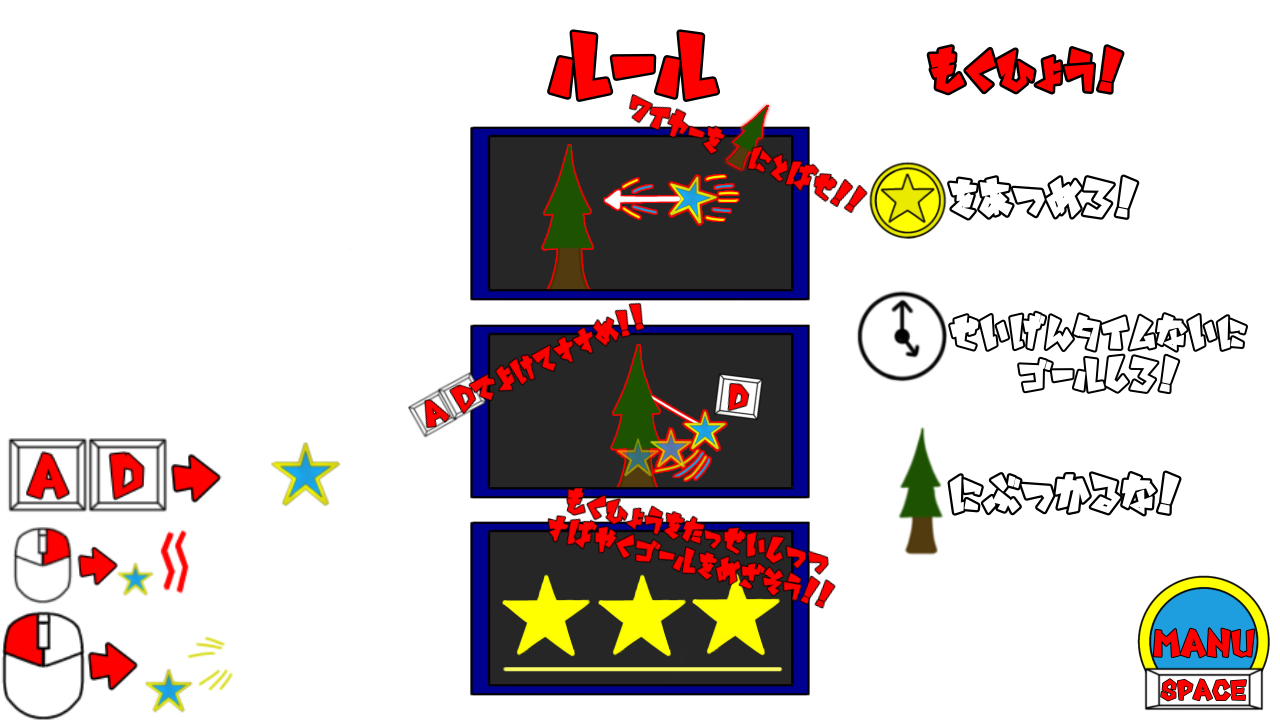 ルール
もくひょう!
ワイヤーを
にとばせ!!
をあつめろ!
A DでよけてすすめI!!
D
せいげんタイムないに
ゴールしろ!
A D
にぶつかるな!
もくひょうをたっせいしつつ
すばやくゴールをめざそう!!
MANU
SPACE